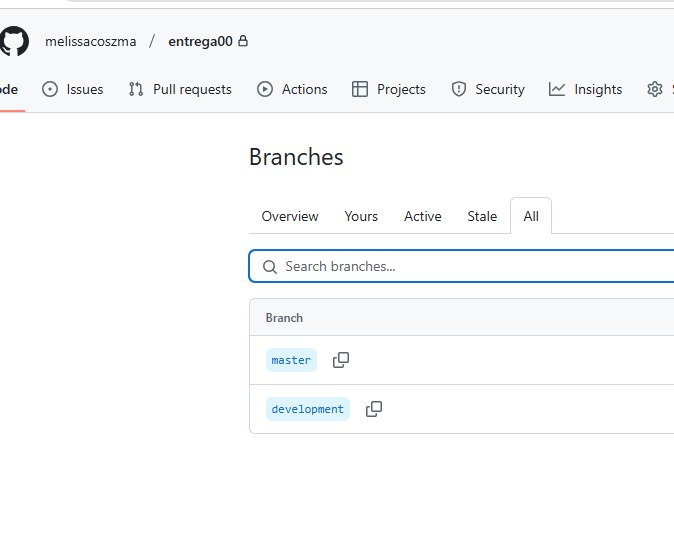 melissacoszma / entrega00
ode Issues Pull requests Actions Projects Security Insights
Branches
Overview Yours Active Stale All
Search branches...
Branch
master
development